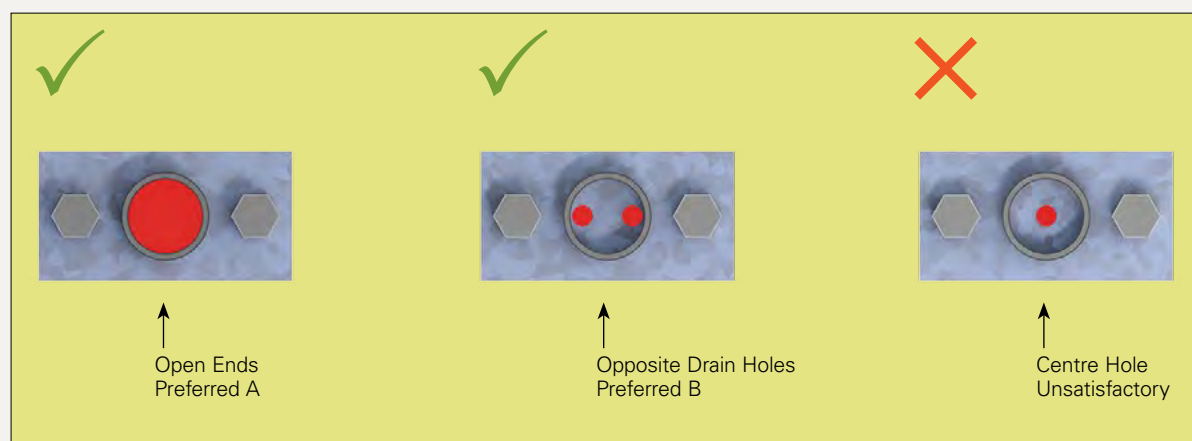 Open Ends
Preferred A
Opposite Drain Holes
Preferred B
Centre Hole
Unsatisfactory